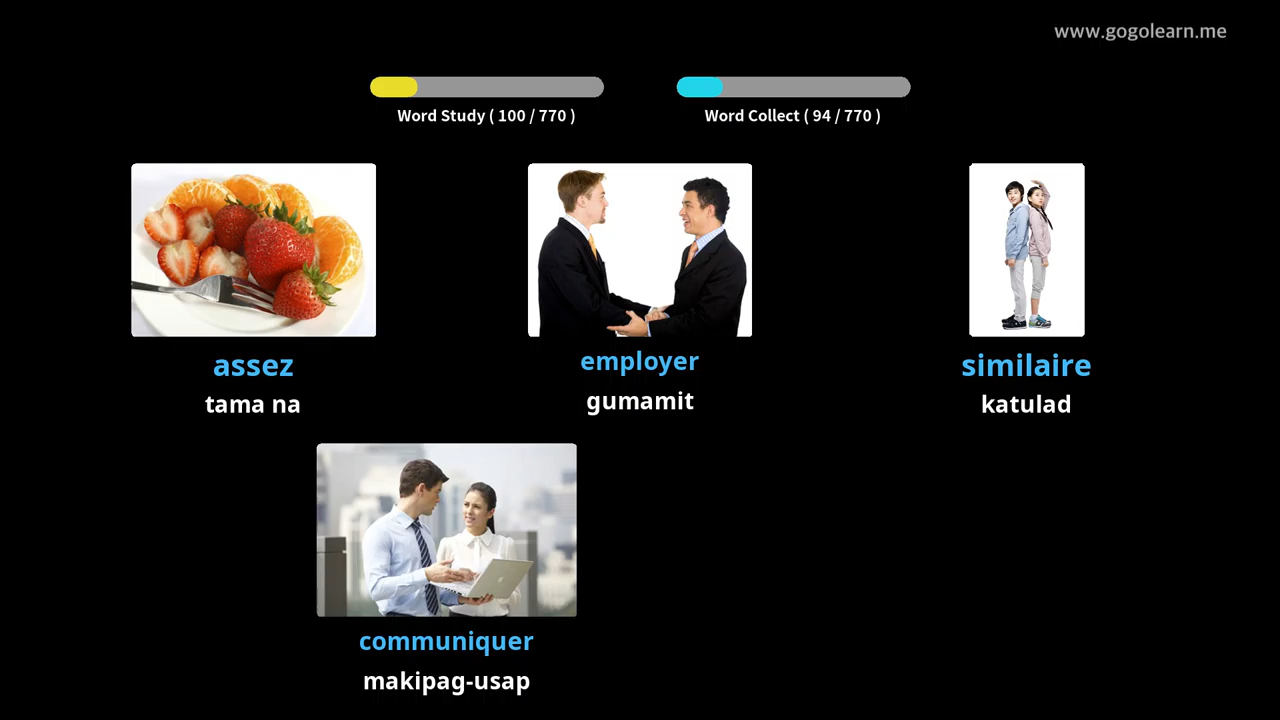 www.gogolearn.me
Word Study ( 100 / 770 )
Word Collect ( 94 / 770 )
assez
tama na
employer
gumamit
similaire
katulad
communiquer
makipag-usap